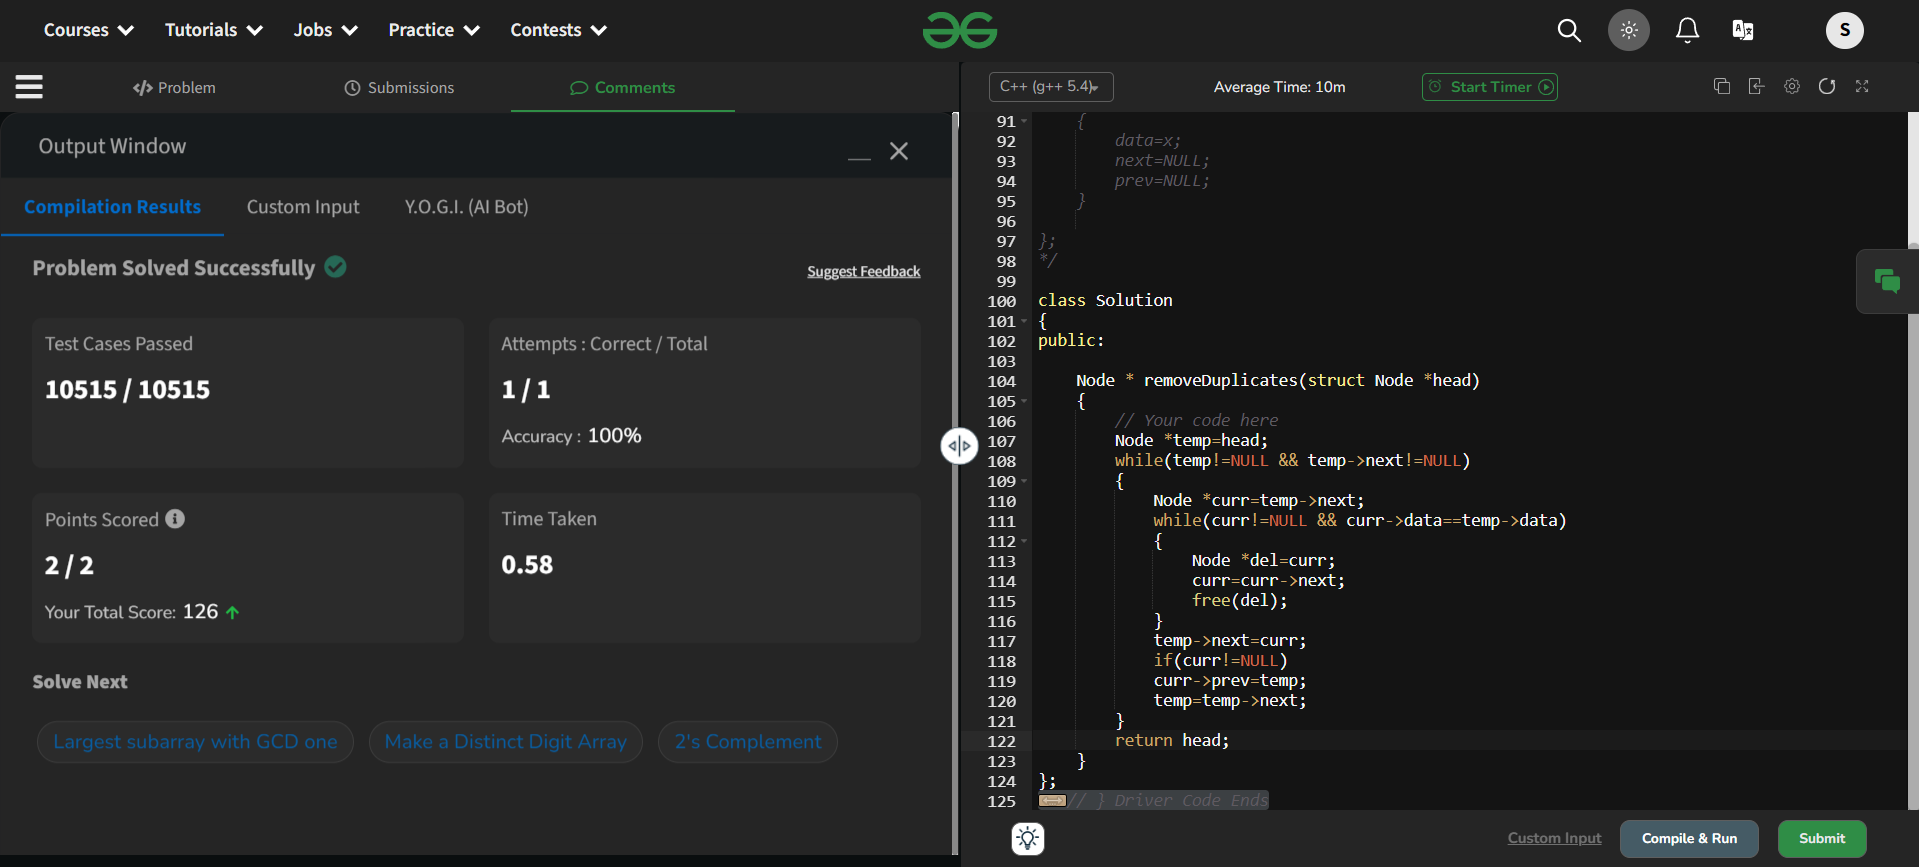 Courses Tutorials Jobs Practice Contests
S
Problem Submissions Comments
C++ (g++ 5.4) Average Time: 10m Start Timer
Output Window
Compilation Results Custom Input Y.O.G.I. (AI Bot)
Problem Solved Successfully
Suggest Feedback
Test Cases Passed
10515 / 10515
Attempts : Correct / Total
1 / 1
Accuracy : 100%
Points Scored
2 / 2
Your Total Score: 126
Time Taken
0.58
Solve Next
Largest subarray with GCD one Make a Distinct Digit Array 2's Complement
91 {
92 data=x;
93 next=NULL;
94 prev=NULL;
95 }
96
97 };
98 */
99
100 class Solution
101 {
102 public:
103
104 Node * removeDuplicates(struct Node *head)
105 {
106 // Your code here
107 Node *temp=head;
108 while(temp!=NULL && temp->next!=NULL)
109 {
110 Node *curr=temp->next;
111 while(curr!=NULL && curr->data==temp->data)
112 {
113 Node *del=curr;
114 curr=curr->next;
115 free(del);
116 }
117 temp->next=curr;
118 if(curr!=NULL)
119 curr->prev=temp;
120 temp=temp->next;
121 }
122 return head;
123 }
124 };
125 // } Driver Code Ends
Custom Input Compile & Run Submit